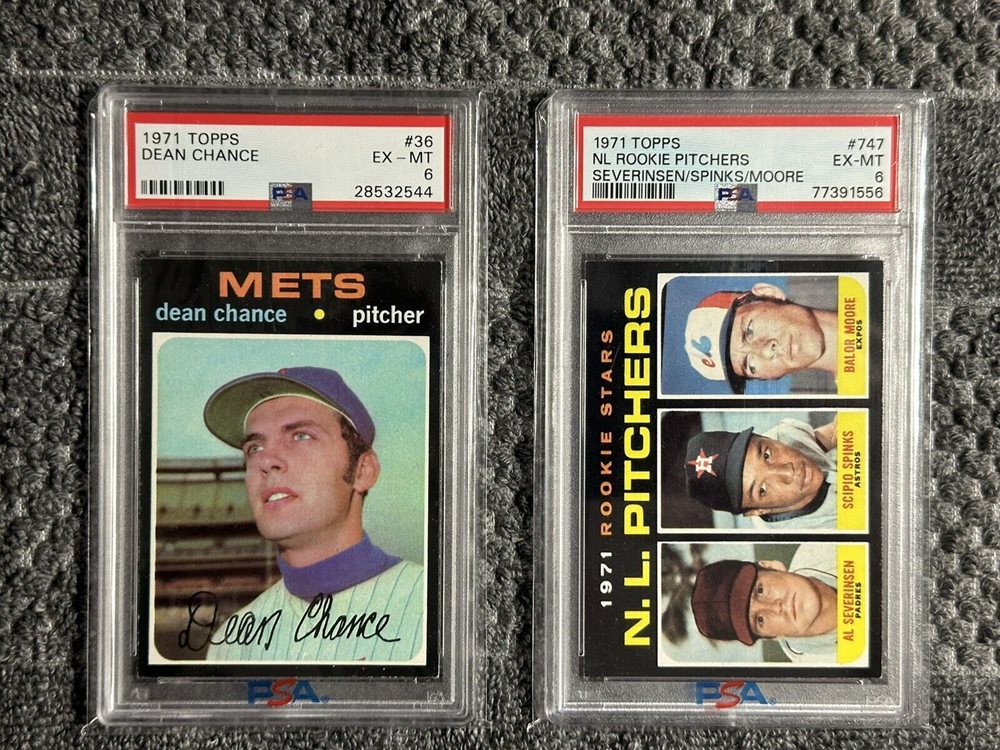 1971 TOPPS #36
DEAN CHANCE EX - MT
6
PSA 28532544
METS
dean chance • pitcher
Dean Chance
PSA
1971 TOPPS #747
NL ROOKIE PITCHERS EX-MT
SEVERINSEN/SPINKS/MOORE 6
PSA 77391556
1971 ROOKIE STARS
N. L. PITCHERS
AL SEVERINSEN
PADRES
SCIPIO SPINKS
ASTROS
H
BALOR MOORE
EXPOS
PSA